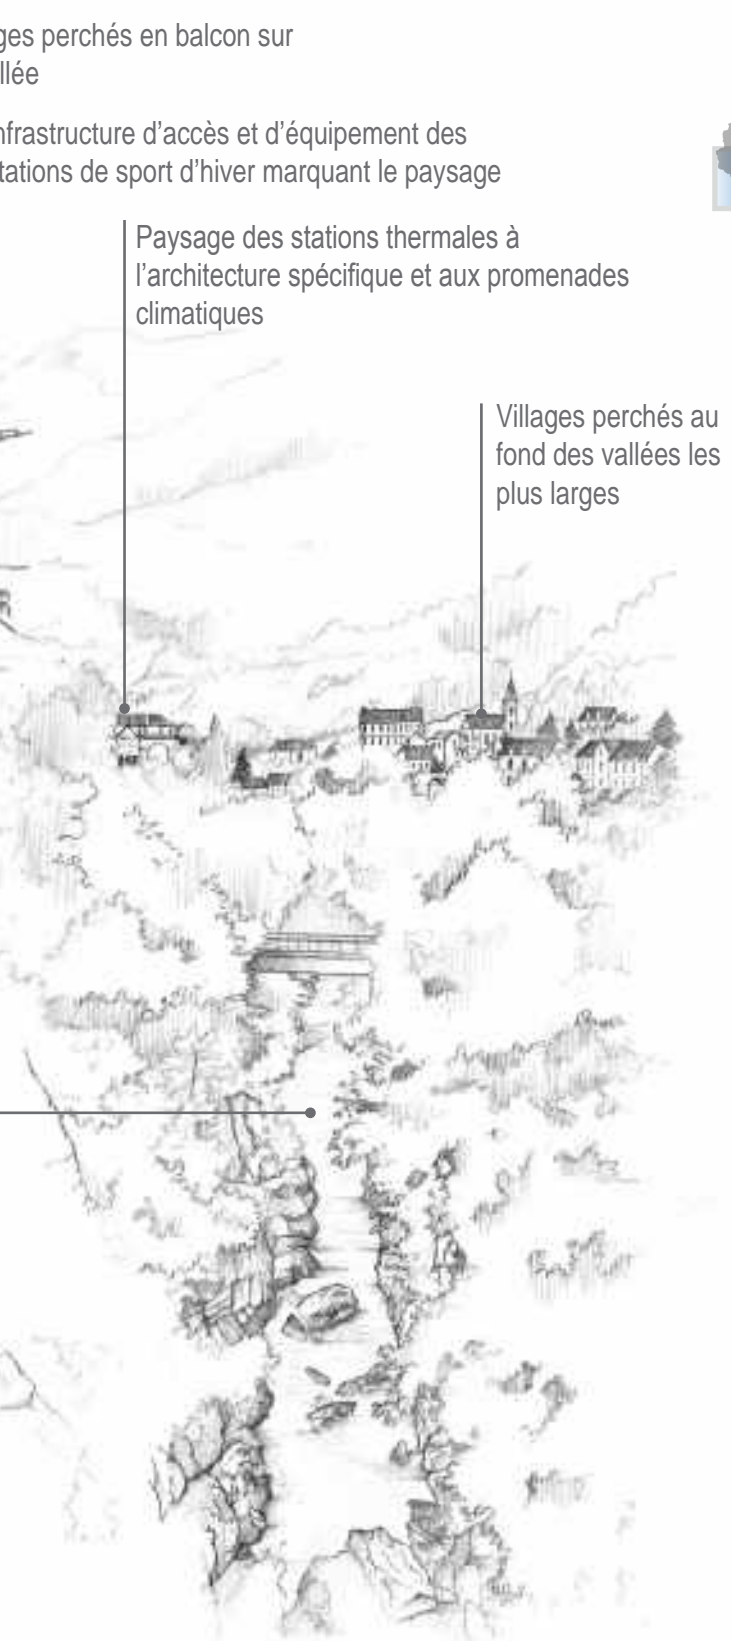 ges perchés en balcon sur
llée
nfrastructure d’accès et d’équipement des
tations de sport d’hiver marquant le paysage
Paysage des stations thermales à
l’architecture spécifique et aux promenades
climatiques
Villages perchés au
fond des vallées les
plus larges